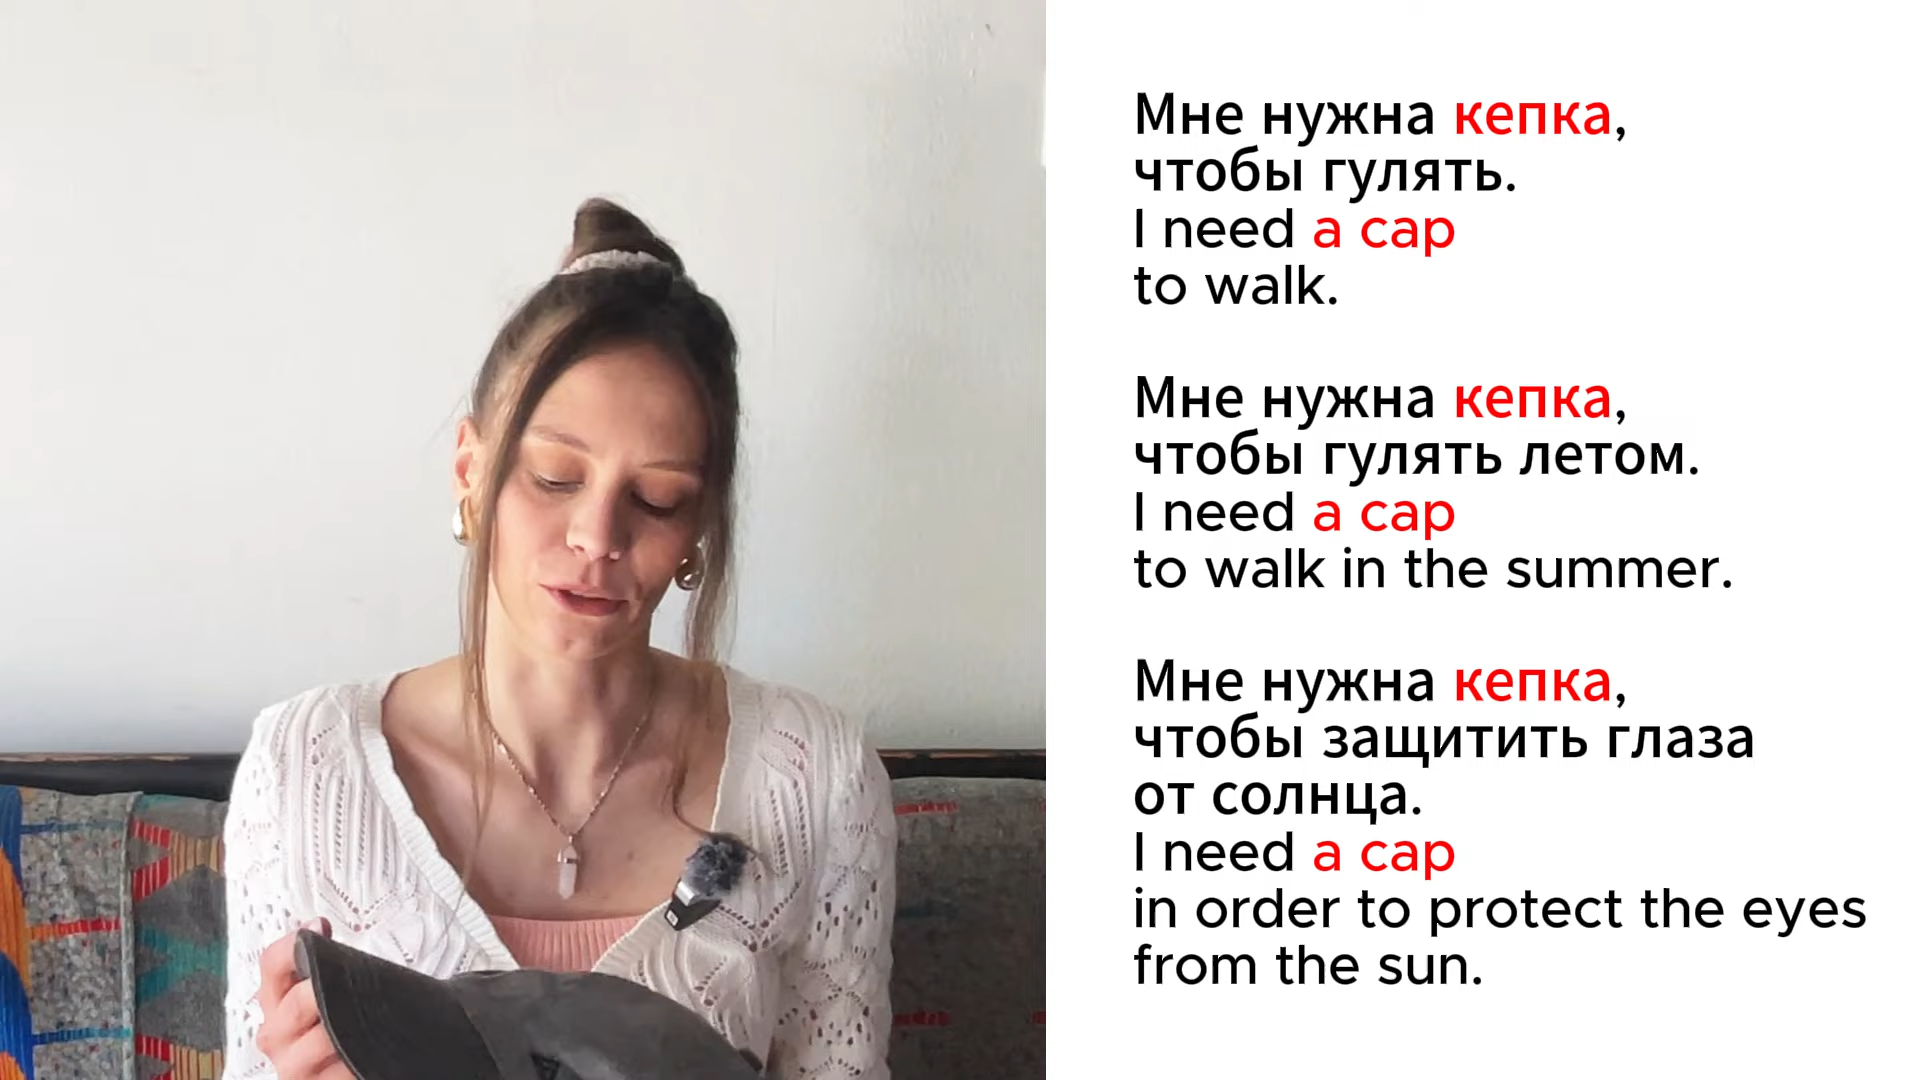 Мне нужна кепка,
чтобы гулять.
I need a cap
to walk.
Мне нужна кепка,
чтобы гулять летом.
I need a cap
to walk in the summer.
Мне нужна кепка,
чтобы защитить глаза
от солнца.
I need a cap
in order to protect the eyes
from the sun.